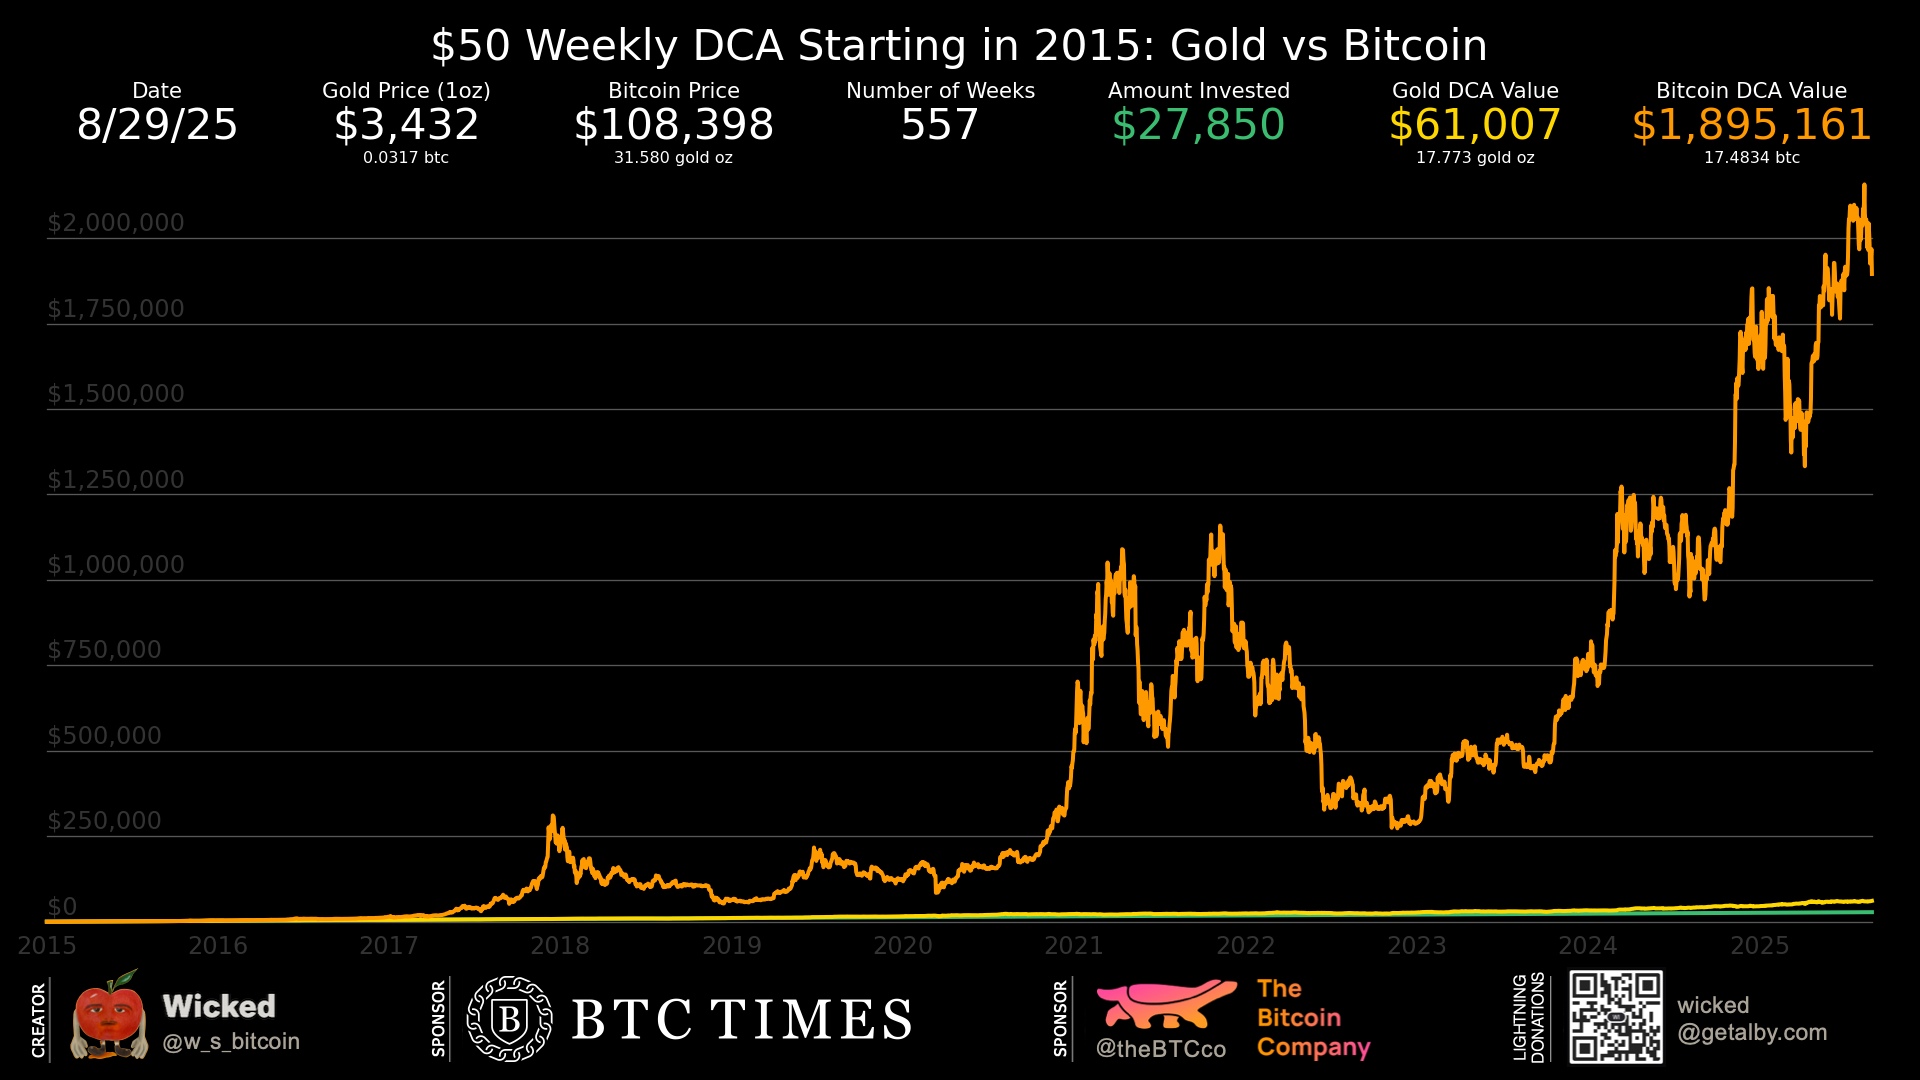 $50 Weekly DCA Starting in 2015: Gold vs Bitcoin
Date
8/29/25
Gold Price (1oz)
$3,432
0.0317 btc
Bitcoin Price
$108,398
31.580 gold oz
Number of Weeks
557
Amount Invested
$27,850
Gold DCA Value
$61,007
17.773 gold oz
Bitcoin DCA Value
$1,895,161
17.4834 btc
$2,000,000
$1,750,000
$1,500,000
$1,250,000
$1,000,000
$750,000
$500,000
$250,000
$0
2015 2016 2017 2018 2019 2020 2021 2022 2023 2024 2025
CREATOR
Wicked
@w_s_bitcoin
SPONSOR
B
BTC TIMES
SPONSOR
@theBTCco
The
Bitcoin
Company
LIGHTNING
DONATIONS
wicked
@getalby.com